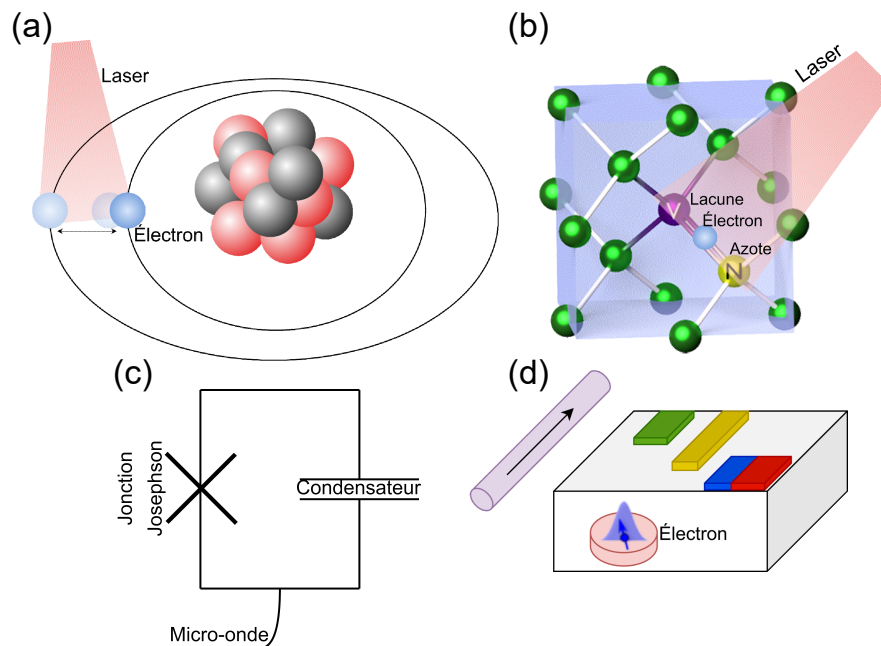 (a)
Laser
Électron
(b)
Laser
V
Lacune
Électron
Azote
N
(c)
Jonction
Josephson
Condensateur
Micro-onde
(d)
Électron